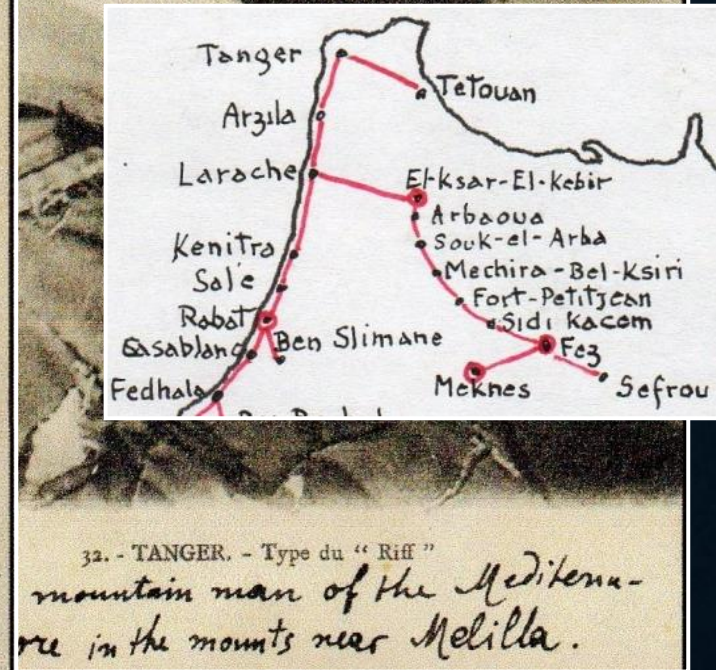 Tanger
Tetouan
Arzila
Larache
El-Ksar-El-Kebir
Arbaoua
Souk-el-Arba
Kenitra
Mechira-Bel-Ksiri
Salé
Fort-Petitjean
Rabat
Sidi Kacem
Ben Slimane
Casablanc
Fez
Fedhala
Meknes
Sefrou
32. - TANGER. - Type du “ Riff ”
mountain man of the Mediterra-
re in the mounts near Melilla.